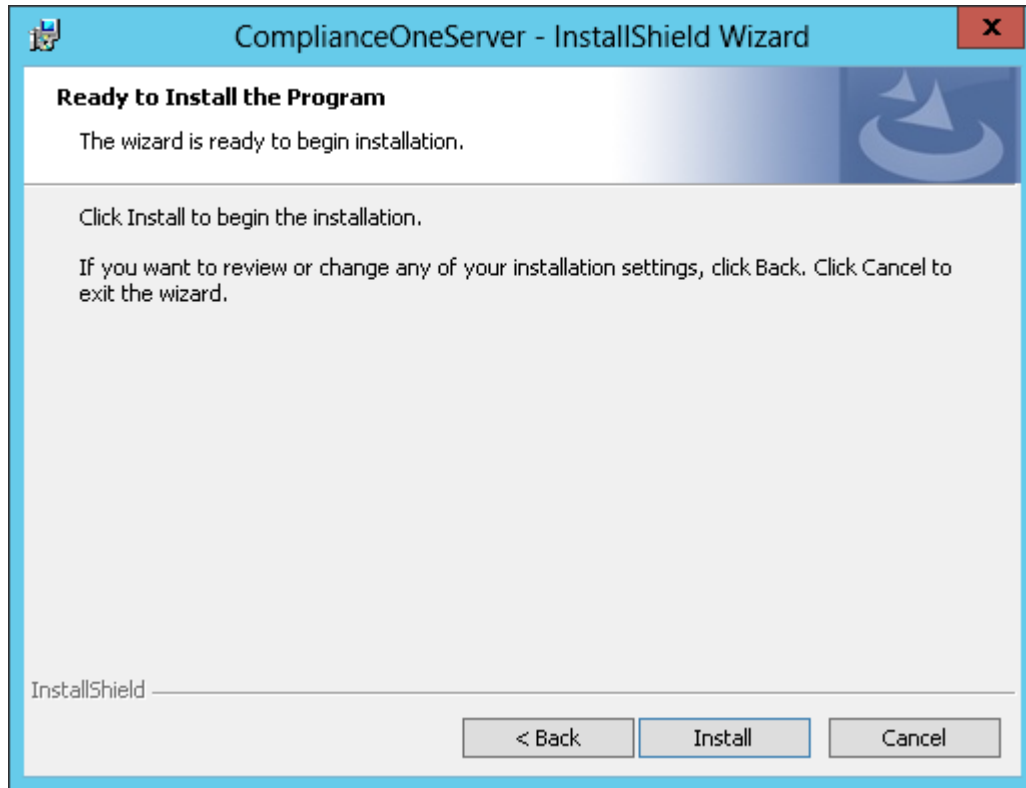 ComplianceOneServer - InstallShield Wizard
x
Ready to Install the Program
The wizard is ready to begin installation.
Click Install to begin the installation.
If you want to review or change any of your installation settings, click Back. Click Cancel to
exit the wizard.
InstallShield
< Back
Install
Cancel